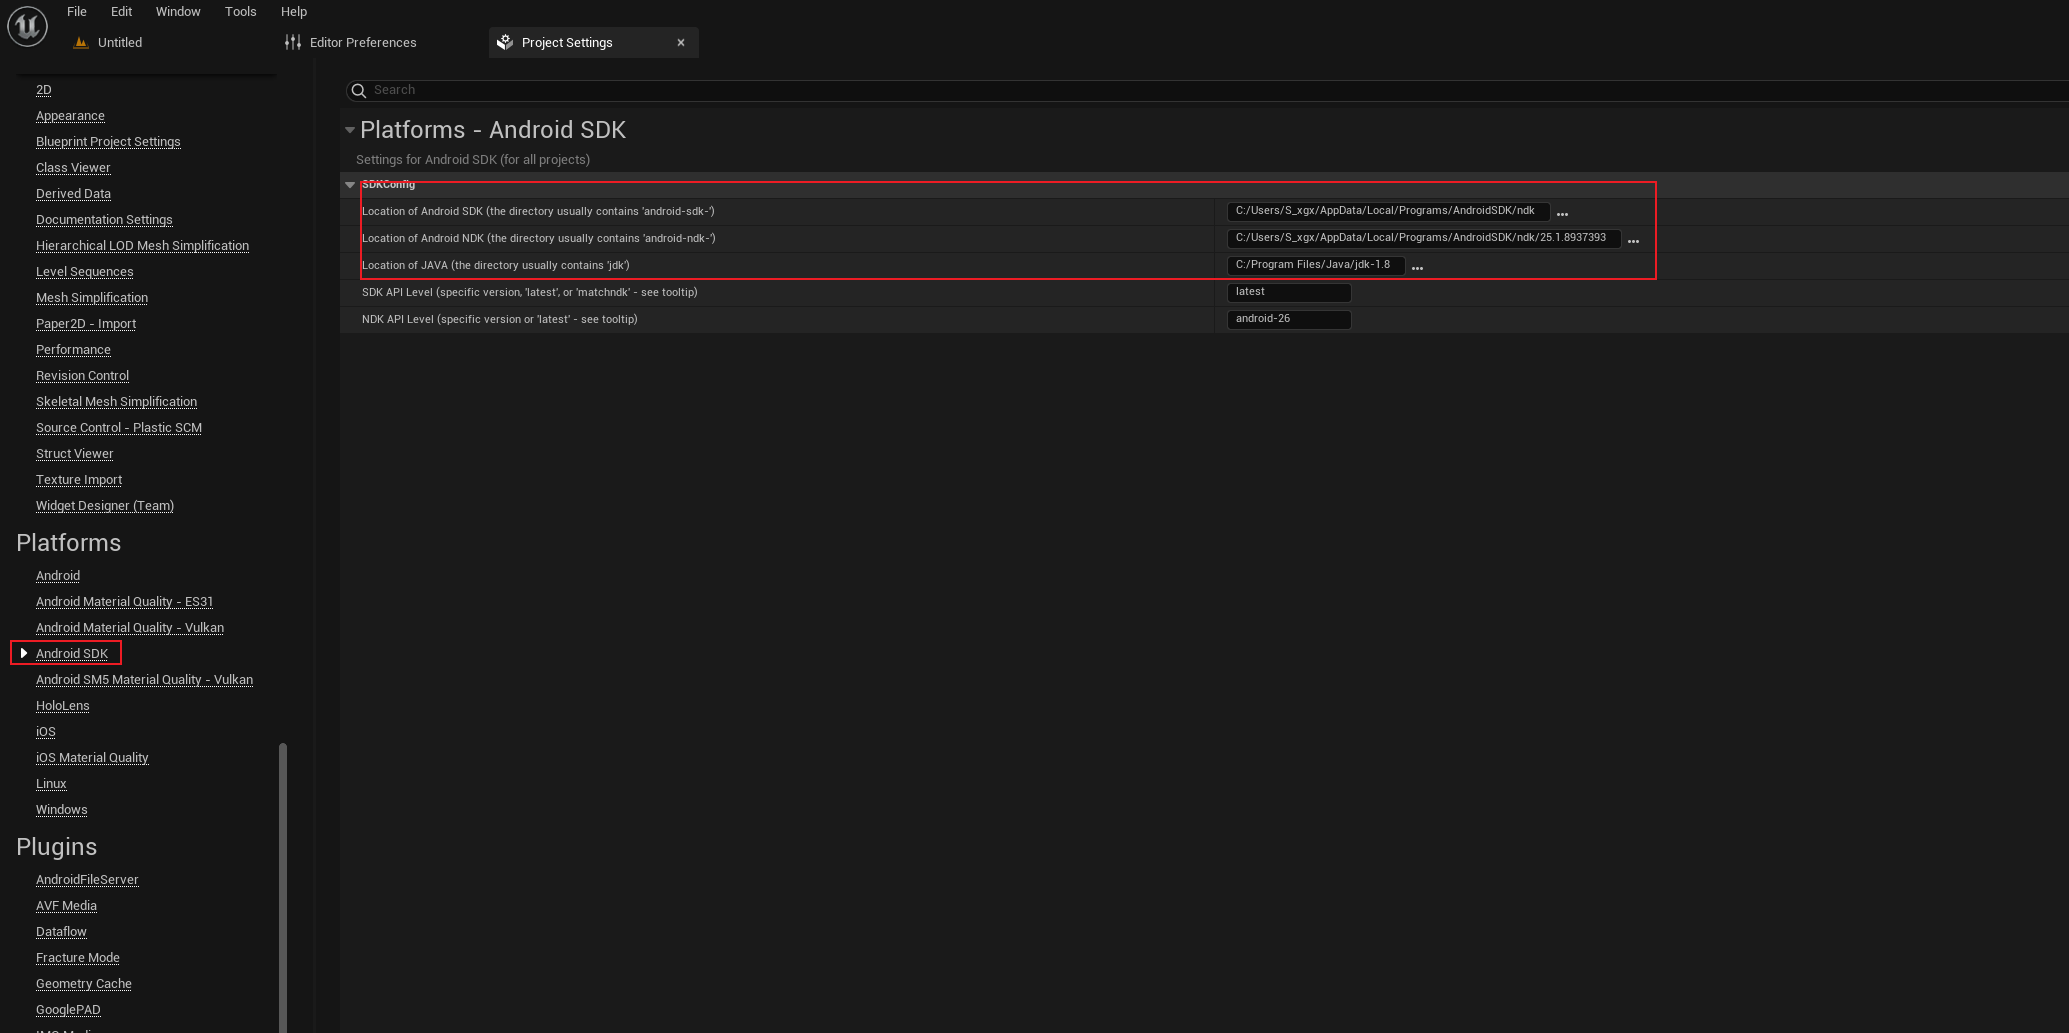 File Edit Window Tools Help
Untitled Editor Preferences Project Settings
2D
Appearance
Blueprint Project Settings
Class Viewer
Derived Data
Documentation Settings
Hierarchical LOD Mesh Simplification
Level Sequences
Mesh Simplification
Paper2D - Import
Performance
Revision Control
Skeletal Mesh Simplification
Source Control - Plastic SCM
Struct Viewer
Texture Import
Widget Designer (Team)
Platforms
Android
Android Material Quality - ES31
Android Material Quality - Vulkan
Android SDK
Android SM5 Material Quality - Vulkan
HoloLens
iOS
iOS Material Quality
Linux
Windows
Plugins
AndroidFileServer
AVF Media
Dataflow
Fracture Mode
Geometry Cache
GooglePAD
Search
Platforms - Android SDK
Settings for Android SDK (for all projects)
SDKConfig
Location of Android SDK (the directory usually contains 'android-sdk-') C:/Users/S_xgx/AppData/Local/Programs/AndroidSDK/ndk
Location of Android NDK (the directory usually contains 'android-ndk-') C:/Users/S_xgx/AppData/Local/Programs/AndroidSDK/ndk/25.1.8937393
Location of JAVA (the directory usually contains 'jdk') C:/Program Files/Java/jdk-1.8
SDK API Level (specific version, 'latest', or 'matchndk' - see tooltip) latest
NDK API Level (specific version or 'latest' - see tooltip) android-26